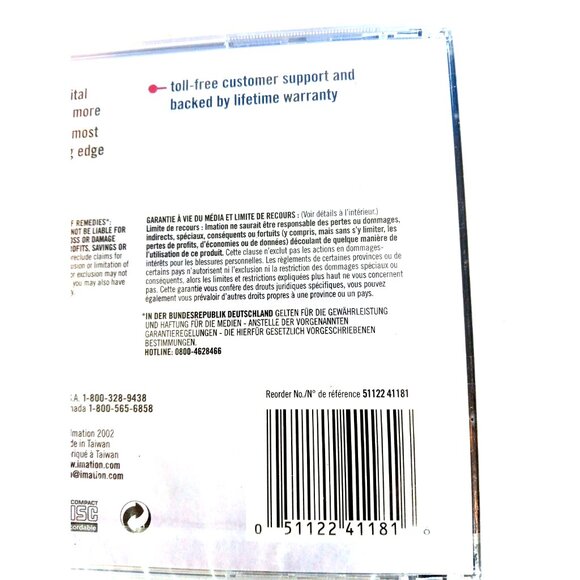 toll-free customer support and
backed by lifetime warranty
ital
more
most
edge
F REMEDIES*:
NOT BE LIABLE FOR
OSS OR DAMAGE
OFITS, SAVINGS OR
reclude claims for
usion or limitation of
or exclusion may not
you may also have
y.
GARANTIE À VIE DU MÉDIA ET LIMITE DE RECOURS : (Voir détails à l'intérieur.)
Limite de recours : Imation ne saurait être responsable des pertes ou dommages,
indirects, spéciaux, conséquents ou fortuits (y compris, mais sans s'y limiter, les
pertes de profits, d'économies ou de données) découlant de quelque manière de
l'utilisation de ce produit. Cette clause n'exclut pas les actions en dommages-
intérêts pour les blessures personnelles. Les règlements de certaines provinces ou de
certains pays n'autorisent ni l'exclusion ni la restriction des dommages spéciaux ou
conséquents, alors les limites et restrictions expliquées plus haut ne vous concernent
pas. Cette garantie vous confère des droits juridiques spécifiques, vous pouvez
également vous prévaloir d'autres droits propres à une province ou un pays.
*IN DER BUNDESREPUBLIK DEUTSCHLAND GELTEN FÜR DIE GEWÄHRLEISTUNG
UND HAFTUNG FÜR DIE MEDIEN - ANSTELLE DER VORGENANNTEN
GARANTIEREGELUNGEN - DIE HIERFÜR GESETZLICH VORGESCHRIEBENEN
BESTIMMUNGEN.
HOTLINE: 0800-4628466
.A. 1-800-328-9438
nada 1-800-565-6858
Imation 2002
de in Taiwan
riqué à Taïwan
w.imation.com
@imation.com
COMPACT
disc
cordable
Reorder No./N° de référence 51122 41181
0 51122 41181 0